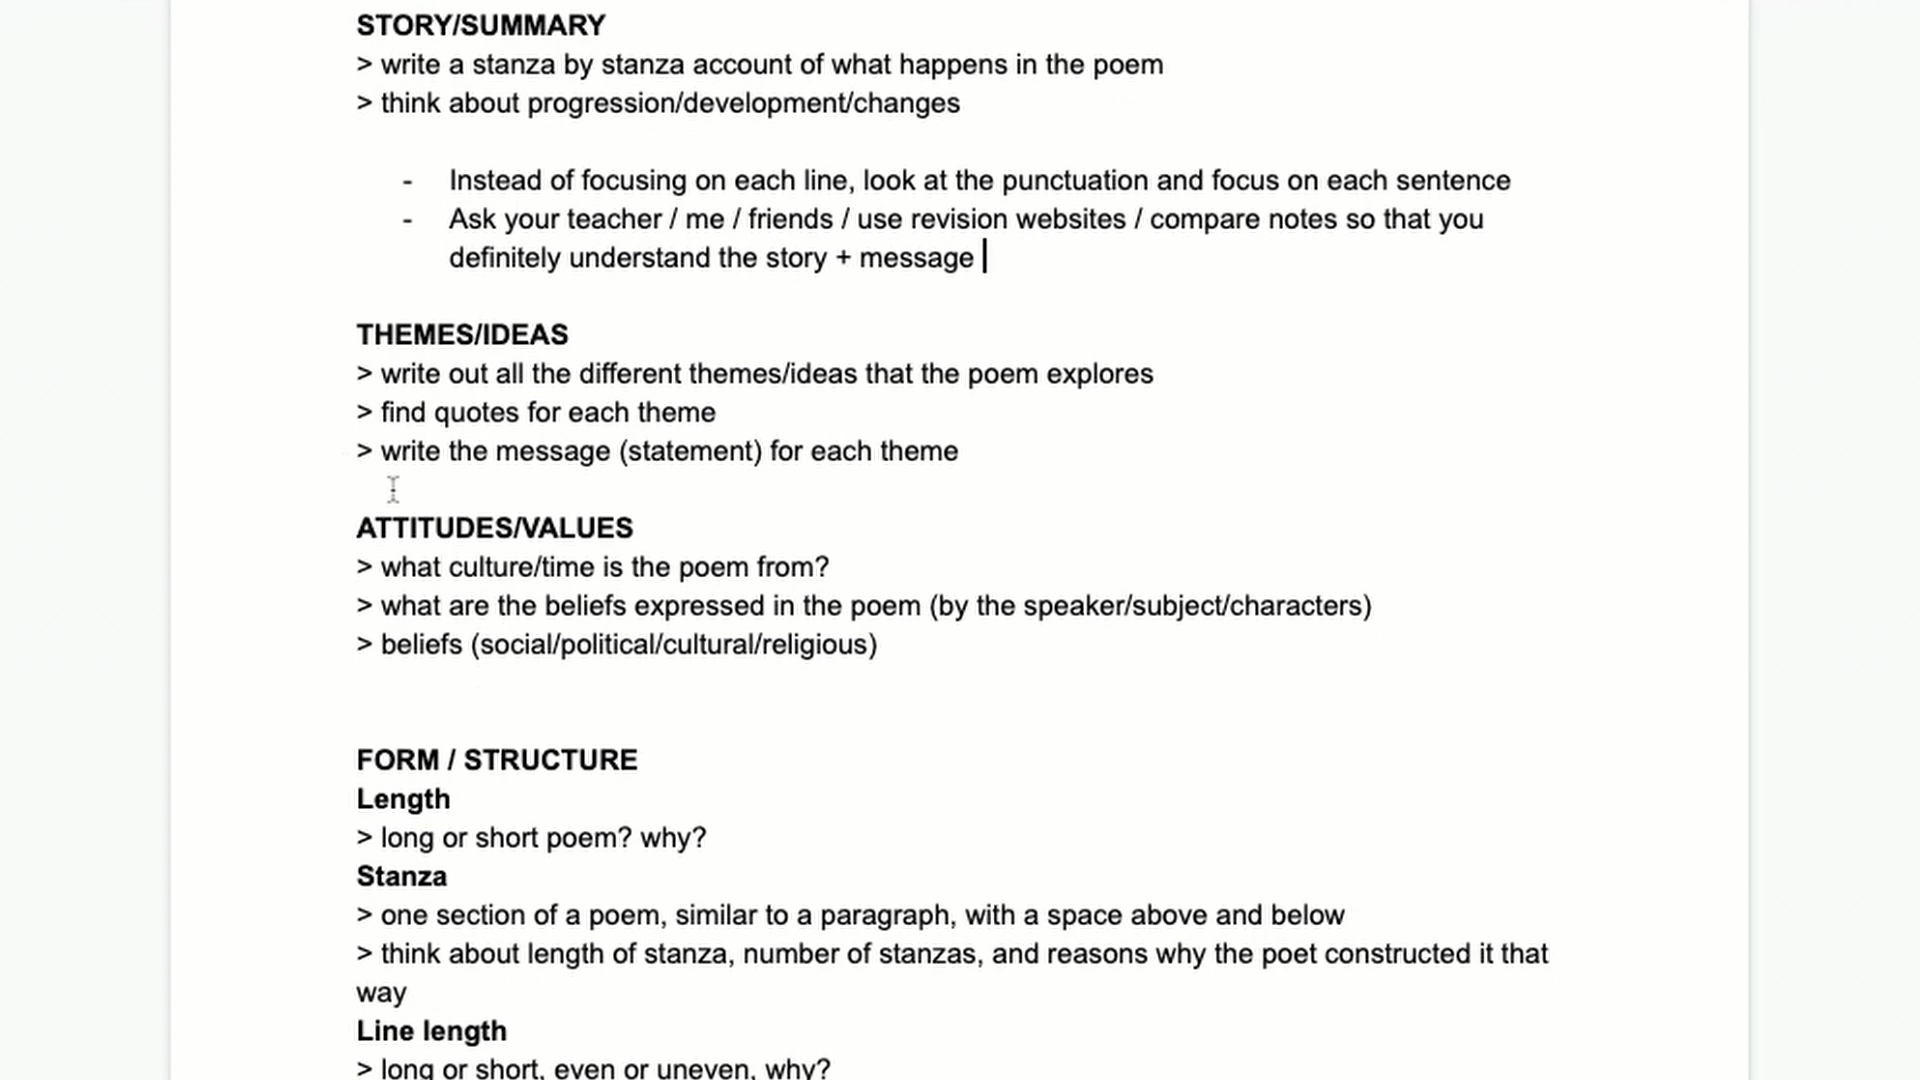 STORY/SUMMARY
> write a stanza by stanza account of what happens in the poem
> think about progression/development/changes
- Instead of focusing on each line, look at the punctuation and focus on each sentence
- Ask your teacher / me / friends / use revision websites / compare notes so that you
definitely understand the story + message
THEMES/IDEAS
> write out all the different themes/ideas that the poem explores
> find quotes for each theme
> write the message (statement) for each theme
ATTITUDES/VALUES
> what culture/time is the poem from?
> what are the beliefs expressed in the poem (by the speaker/subject/characters)
> beliefs (social/political/cultural/religious)
FORM / STRUCTURE
Length
> long or short poem? why?
Stanza
> one section of a poem, similar to a paragraph, with a space above and below
> think about length of stanza, number of stanzas, and reasons why the poet constructed it that
way
Line length
> long or short, even or uneven, why?